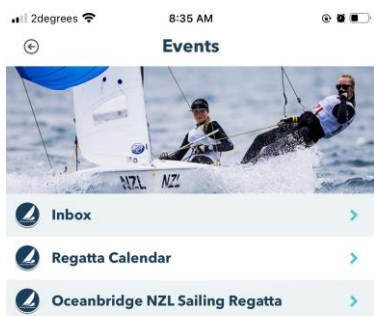 2degrees 8:35 AM
Events
NZL NZL
Inbox
Regatta Calendar
Oceanbridge NZL Sailing Regatta